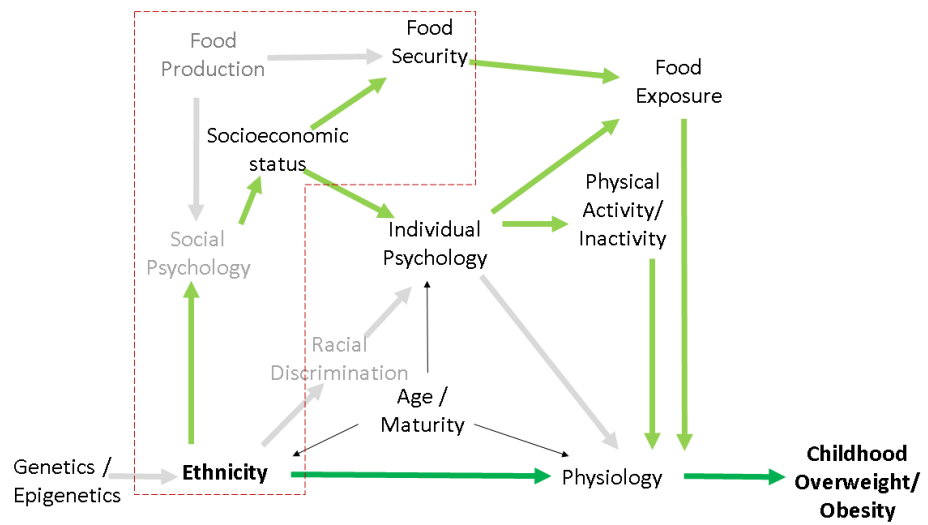 Food
Security
Food
Production
Food
Exposure
Socioeconomic
status
Physical
Activity/
Inactivity
Individual
Psychology
Social
Psychology
Racial
Discrimination
Age /
Maturity
Genetics /
Epigenetics
Ethnicity
Physiology
Childhood
Overweight/
Obesity